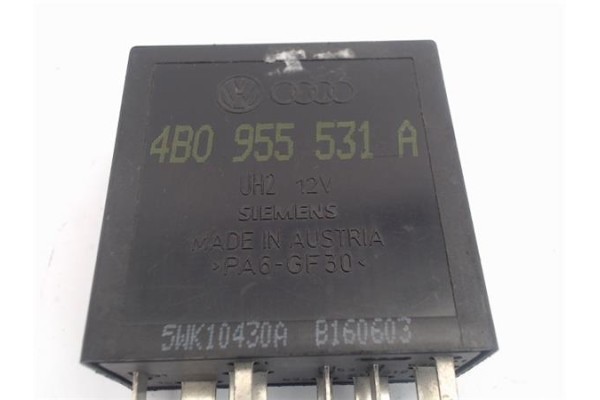 4B0 955 531 A
UH2 12V
SIEMENS
MADE IN AUSTRIA
>PA6-GF30<
5WK10430A B160603